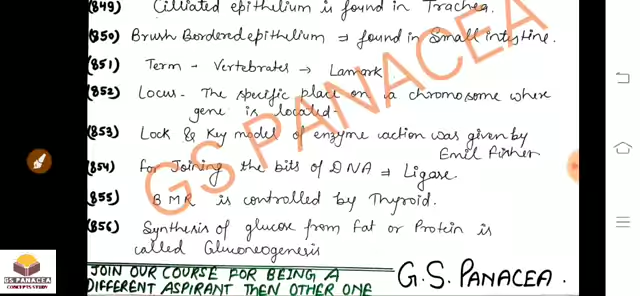 (849) Cilliated epithelium is found in Trachea.
(850) Brush Bordered epithelium ⇒ found in Small intestine.
(851) Term - Vertebrates → Lamark
(852) Locus - The specific place on a chromosome where
gene is located.
(853) Lock & Key model of enzyme action was given by
Emil Fisher
(854) for Joining the bits of DNA ⇒ Ligase
(855) BMR is controlled by Thyroid.
(856) Synthesis of glucose from Fat or Protein is
called Gluconeogenesis
JOIN OUR COURSE FOR BEING A
DIFFERENT ASPIRANT THEN OTHER ONE
G.S. PANACEA.
GS PANACEA
GS PANACEA
CONCEPTS STUDY